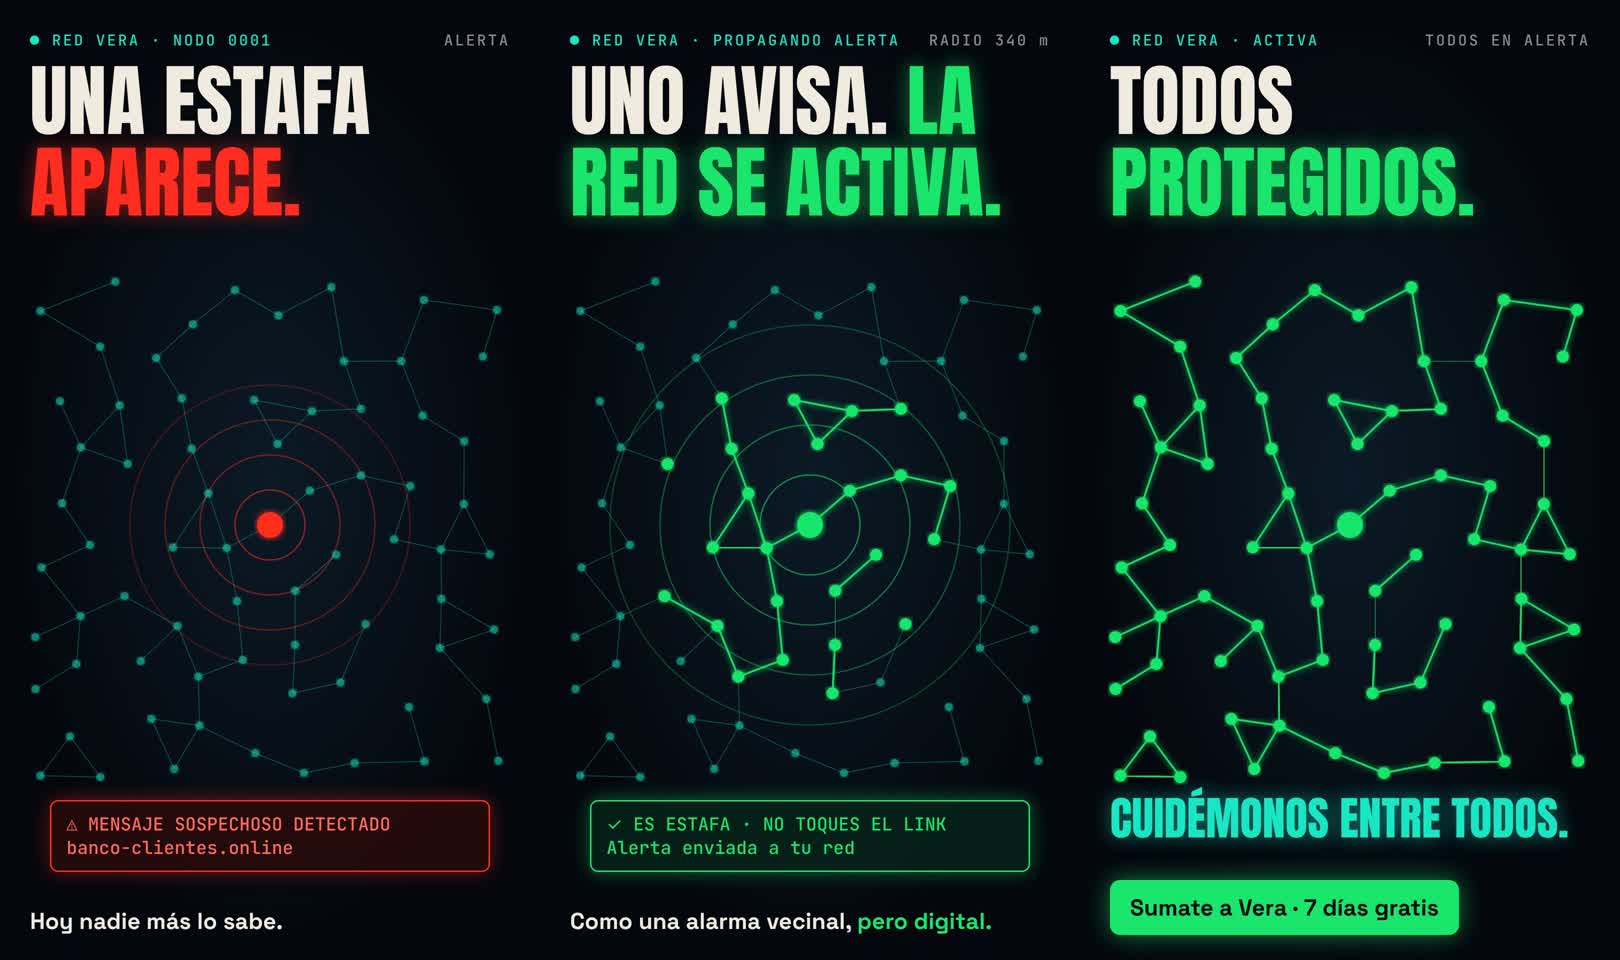 RED VERA · NODO 0001
ALERTA
UNA ESTAFA
APARECE.
⚠ MENSAJE SOSPECHOSO DETECTADO
banco-clientes.online
Hoy nadie más lo sabe.
RED VERA · PROPAGANDO ALERTA
RADIO 340 m
UNO AVISA. LA
RED SE ACTIVA.
✓ ES ESTAFA · NO TOQUES EL LINK
Alerta enviada a tu red
Como una alarma vecinal, pero digital.
RED VERA · ACTIVA
TODOS EN ALERTA
TODOS
PROTEGIDOS.
CUIDÉMONOS ENTRE TODOS.
Sumate a Vera · 7 días gratis